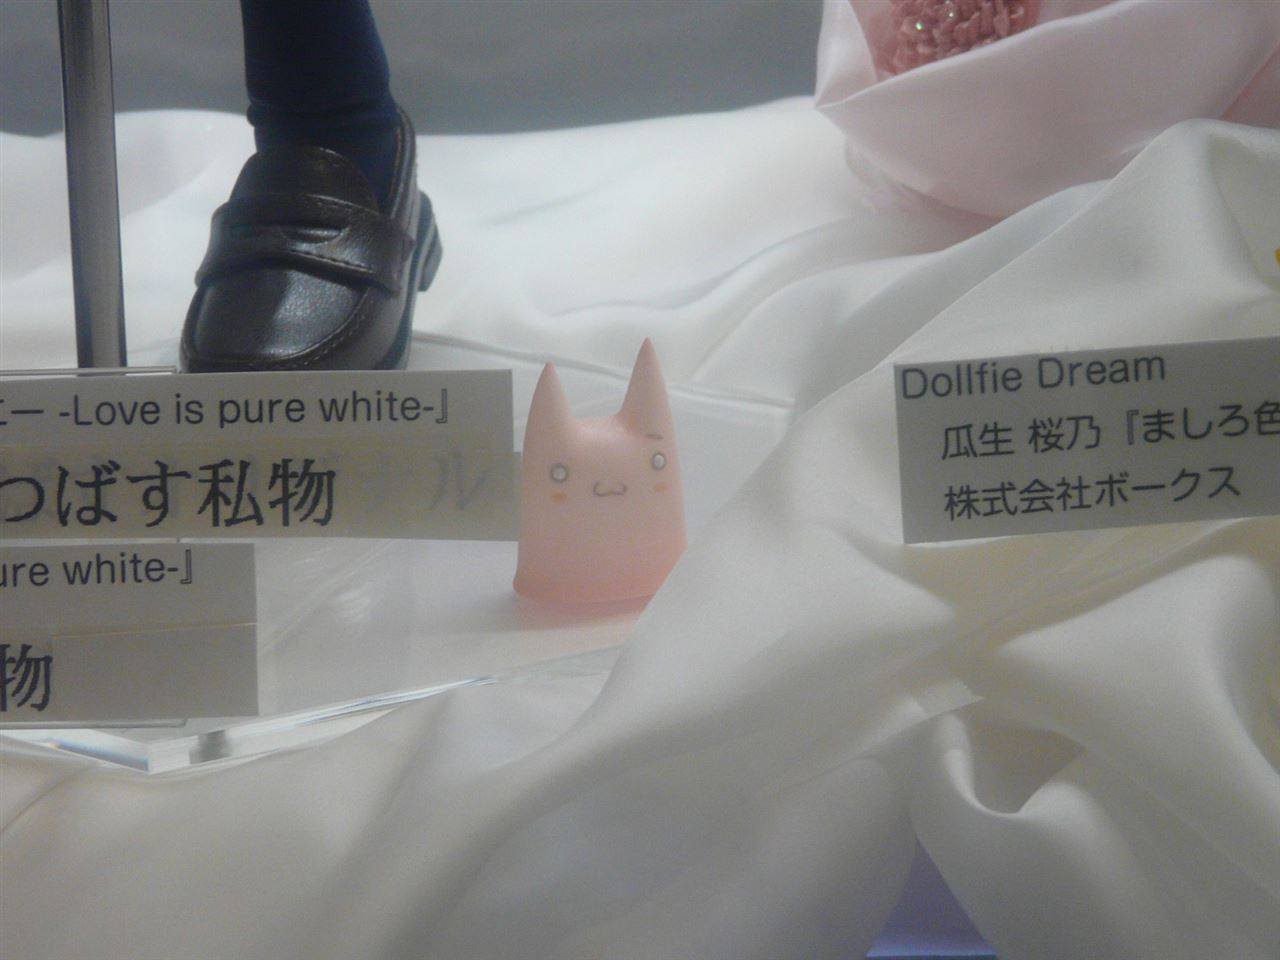 ー -Love is pure white-』
つばす私物
ure white-』
物
Dollfie Dream
瓜生 桜乃『ましろ色
株式会社ボークス